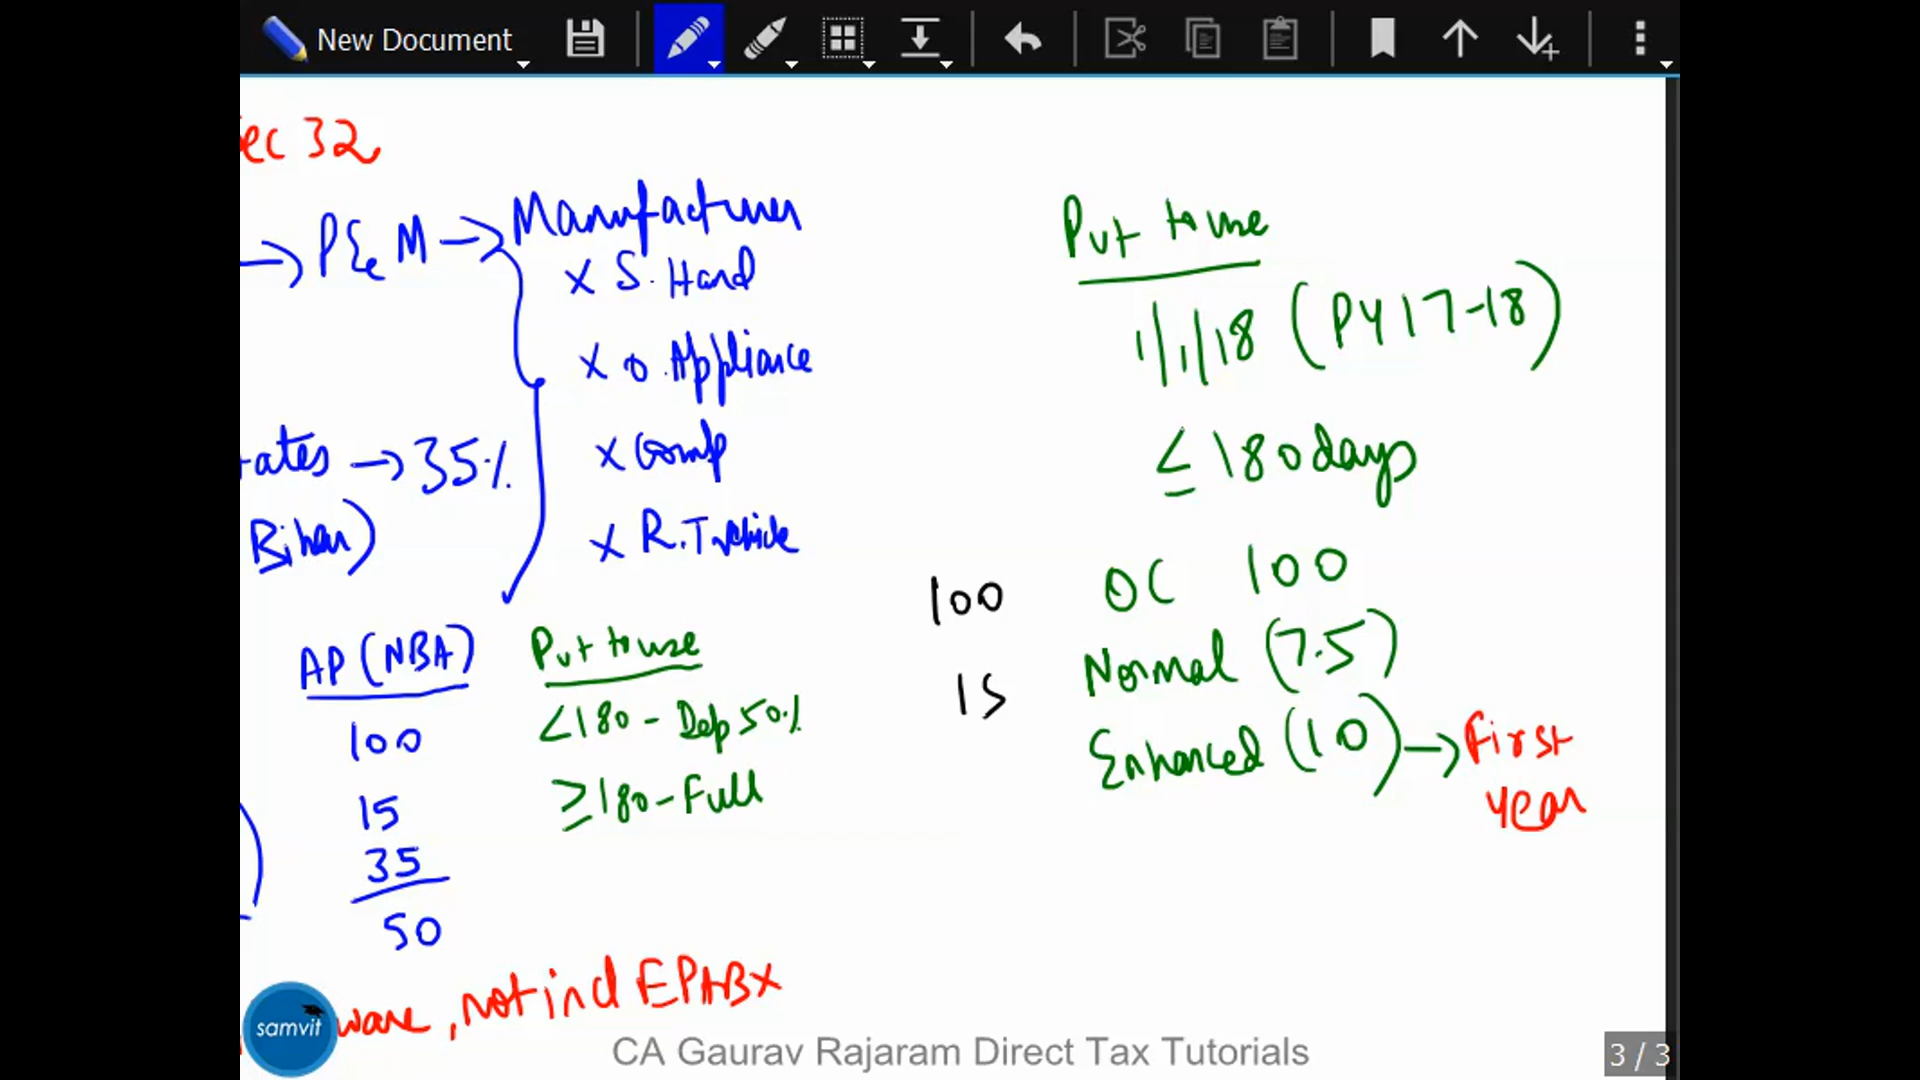 New Document
ec 32
→ P&M → Manufacturer
x S. Hand
x O. Appliance
x Comp
x R.T vehicle
rates → 35%
Bihar)
AP (NBA)
100
15
35
50
Put to use
<180 - Dep 50%
≥180 - Full
ware, not incl EPABX
Put to use
1/1/18 (PY 17-18)
≤ 180 days
100
15
OC 100
Normal (7.5)
Enhanced (10) → First
year
samvit
CA Gaurav Rajaram Direct Tax Tutorials
3 / 3